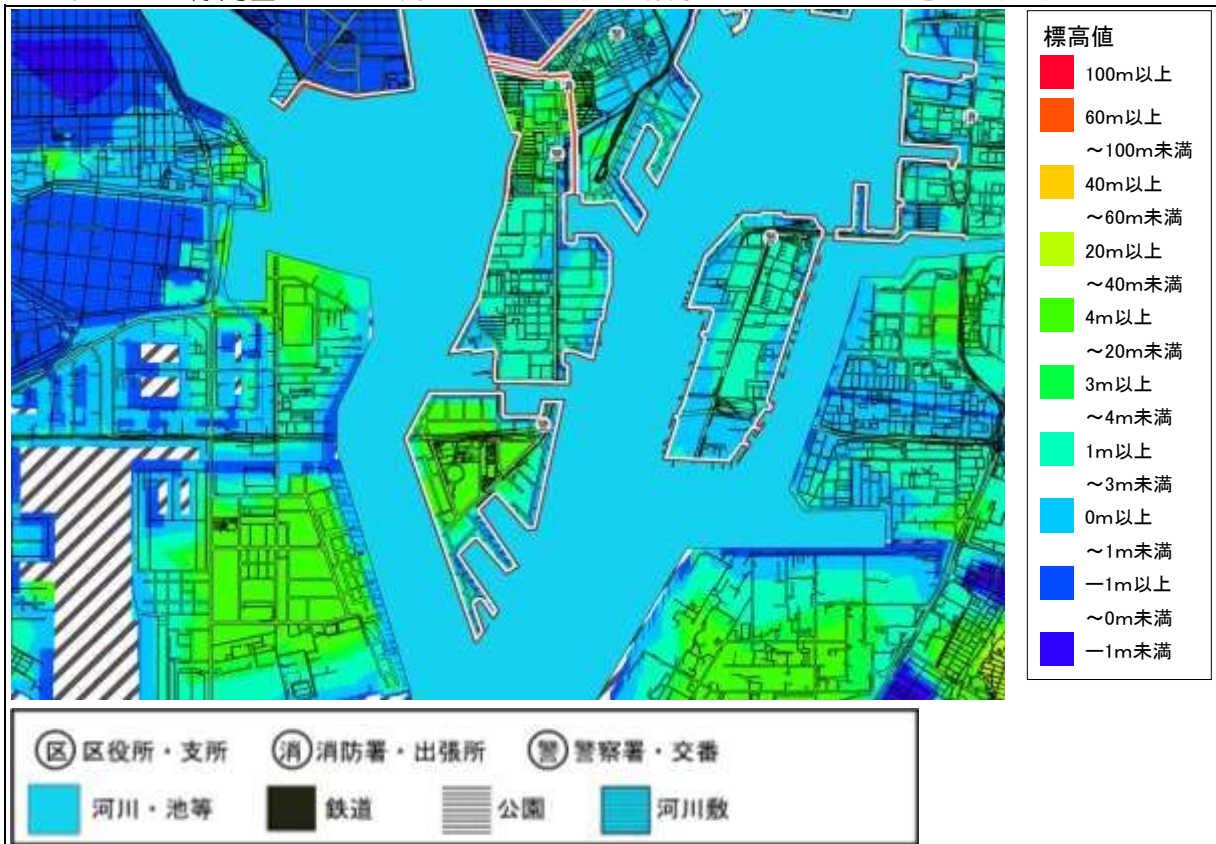 標高値
100m以上
60m以上
～100m未満
40m以上
～60m未満
20m以上
～40m未満
4m以上
～20m未満
3m以上
～4m未満
1m以上
～3m未満
0m以上
～1m未満
ー1m以上
～0m未満
ー1m未満
消
区 区役所・支所 消 消防署・出張所 警 警察署・交番
河川・池等 鉄道 公園 河川敷